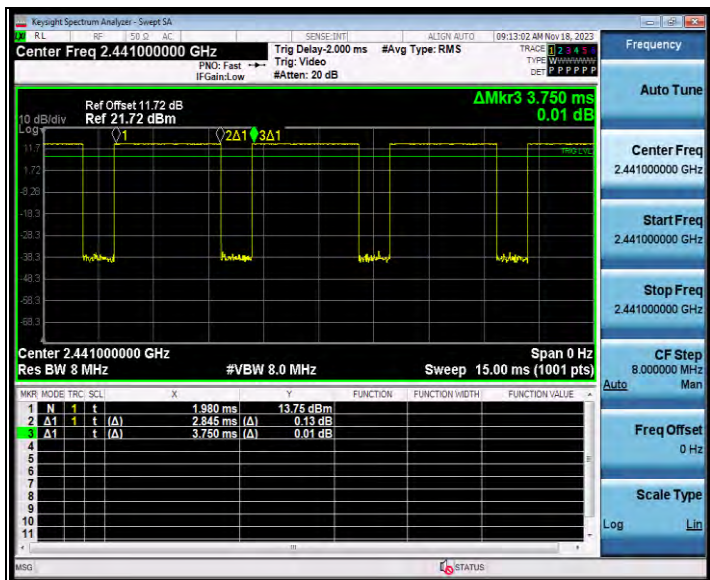 Keysight Spectrum Analyzer - Swept SA
RL RF 50 Ω AC SENSE:INT ALIGN AUTO 09:13:02 AM Nov 18, 2023
Center Freq 2.441000000 GHz
PNO: Fast
IFGain:Low
Trig Delay-2.000 ms
Trig: Video
#Atten: 20 dB
#Avg Type: RMS
TRACE 1 2 3 4 5 6
TYPE WWWWWW
DET P P P P P P
Frequency
Auto Tune
Center Freq
2.441000000 GHz
Start Freq
2.441000000 GHz
Stop Freq
2.441000000 GHz
CF Step
8.000000 MHz
Auto Man
Freq Offset
0 Hz
Scale Type
Log Lin
Ref Offset 11.72 dB
10 dB/div Ref 21.72 dBm
Log
ΔMkr3 3.750 ms
0.01 dB
1 2Δ1 3Δ1
TRIG LVL
11.7
1.72
-8.28
-18.3
-28.3
-38.3
-48.3
-58.3
-68.3
Center 2.441000000 GHz Span 0 Hz
Res BW 8 MHz #VBW 8.0 MHz Sweep 15.00 ms (1001 pts)
MKR MODE TRC SCL X Y FUNCTION FUNCTION WIDTH FUNCTION VALUE
1 N 1 t 1.980 ms 13.75 dBm
2 Δ1 1 t (Δ) 2.845 ms (Δ) 0.13 dB
3 Δ1 t (Δ) 3.750 ms (Δ) 0.01 dB
4
5
6
7
8
9
10
11
MSG STATUS